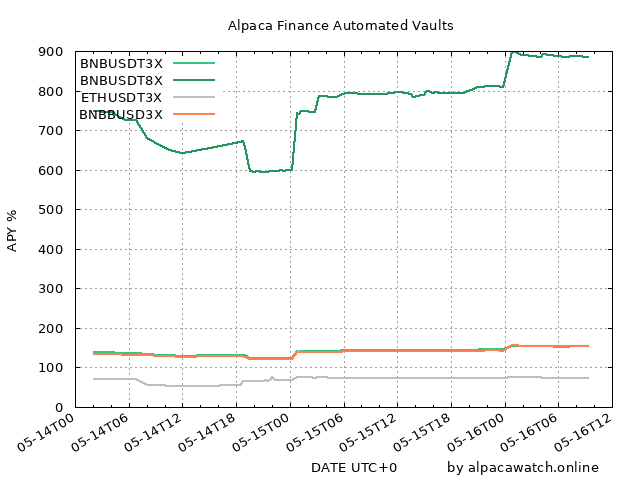 Alpaca Finance Automated Vaults
900
800
700
600
500
400
300
200
100
0
APY %
BNBUSDT3X
BNBUSDT8X
ETHUSDT3X
BNBBUSD3X
05-14T00
05-14T06
05-14T12
05-14T18
05-15T00
05-15T06
05-15T12
05-15T18
05-16T00
05-16T06
05-16T12
DATE UTC+0
by alpacawatch.online